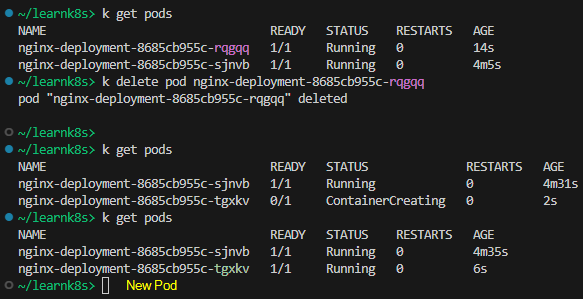 ~/learnk8s> k get pods
NAME READY STATUS RESTARTS AGE
nginx-deployment-8685cb955c-rqgqq 1/1 Running 0 14s
nginx-deployment-8685cb955c-sjnvb 1/1 Running 0 4m5s
~/learnk8s> k delete pod nginx-deployment-8685cb955c-rqgqq
pod "nginx-deployment-8685cb955c-rqgqq" deleted
~/learnk8s>
~/learnk8s> k get pods
NAME READY STATUS RESTARTS AGE
nginx-deployment-8685cb955c-sjnvb 1/1 Running 0 4m31s
nginx-deployment-8685cb955c-tgxkv 0/1 ContainerCreating 0 2s
~/learnk8s> k get pods
NAME READY STATUS RESTARTS AGE
nginx-deployment-8685cb955c-sjnvb 1/1 Running 0 4m35s
nginx-deployment-8685cb955c-tgxkv 1/1 Running 0 6s
~/learnk8s> New Pod